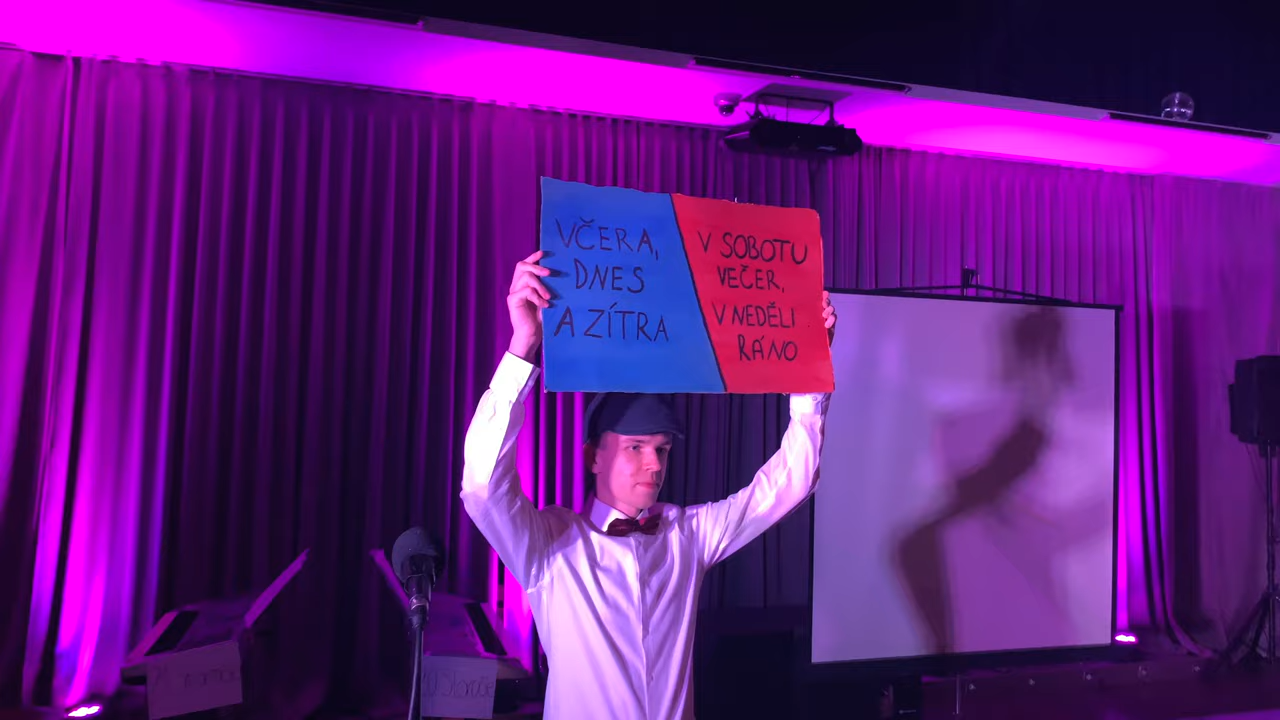 VČERA,
DNES
A ZÍTRA
V SOBOTU
VEČER,
V NEDĚLI
RÁNO